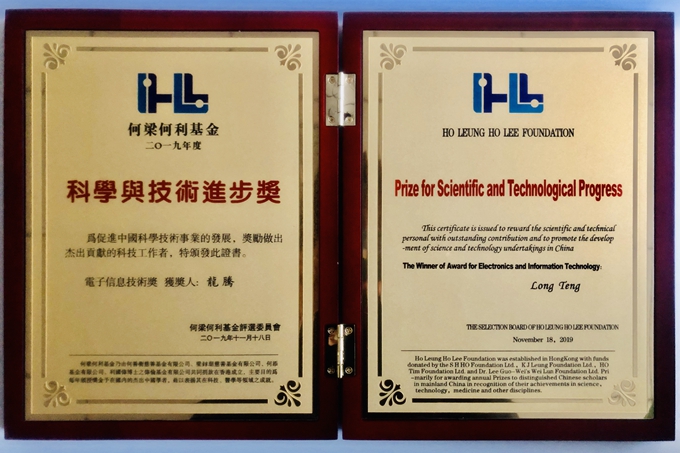 何梁何利基金
二〇一九年度
科學與技術進步獎
爲促進中國科學技術事業的發展，獎勵做出
杰出貢獻的科技工作者，特頒發此證書。
電子信息技術獎 獲獎人：龍騰
何梁何利基金評選委員會
二〇一九年十一月十八日
HO LEUNG HO LEE FOUNDATION
Prize for Scientific and Technological Progress
This certificate is issued to reward the scientific and technical
personal with outstanding contribution and to promote the develop
-ment of science and technology undertakings in China
The Winner of Award for Electronics and Information Technology:
Long Teng
THE SELECTION BOARD OF HO LEUNG HO LEE FOUNDATION
November 18, 2019
Ho Leung Ho Lee Foundation was established in HongKong with funds
donated by the S H HO Foundation Ltd., K J Leung Foundation Ltd., HO
Tim Foundation Ltd. and Dr. Lee Guo-Wei's Wei Lun Foundation Ltd. Pri
-marily for awarding annual Prizes to distinguished Chinese scholars
in mainland China in recognition of their achievements in science,
technology, medicine and other disciplines.